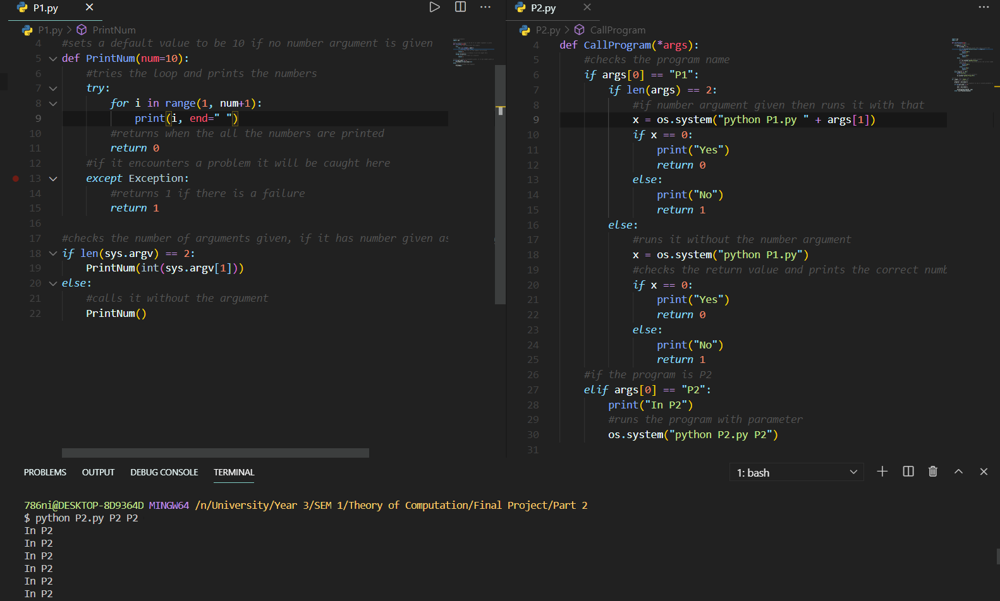 P1.py
P1.py > PrintNum
4 #sets a default value to be 10 if no number argument is given
5 def PrintNum(num=10):
6 #tries the loop and prints the numbers
7 try:
8 for i in range(1, num+1):
9 print(i, end=" ")
10 #returns when the all the numbers are printed
11 return 0
12 #if it encounters a problem it will be caught here
13 except Exception:
14 #returns 1 if there is a failure
15 return 1
16
17 #checks the number of arguments given, if it has number given as
18 if len(sys.argv) == 2:
19 PrintNum(int(sys.argv[1]))
20 else:
21 #calls it without the argument
22 PrintNum()
P2.py
P2.py > CallProgram
4 def CallProgram(*args):
5 #checks the program name
6 if args[0] == "P1":
7 if len(args) == 2:
8 #if number argument given then runs it with that
9 x = os.system("python P1.py " + args[1])
10 if x == 0:
11 print("Yes")
12 return 0
13 else:
14 print("No")
15 return 1
16 else:
17 #runs it without the number argument
18 x = os.system("python P1.py")
19 #checks the return value and prints the correct numb
20 if x == 0:
21 print("Yes")
22 return 0
23 else:
24 print("No")
25 return 1
26 #if the program is P2
27 elif args[0] == "P2":
28 print("In P2")
29 #runs the program with parameter
30 os.system("python P2.py P2")
31
PROBLEMS OUTPUT DEBUG CONSOLE TERMINAL 1: bash
786ni@DESKTOP-8D9364D MINGW64 /n/University/Year 3/SEM 1/Theory of Computation/Final Project/Part 2
$ python P2.py P2 P2
In P2
In P2
In P2
In P2
In P2
In P2